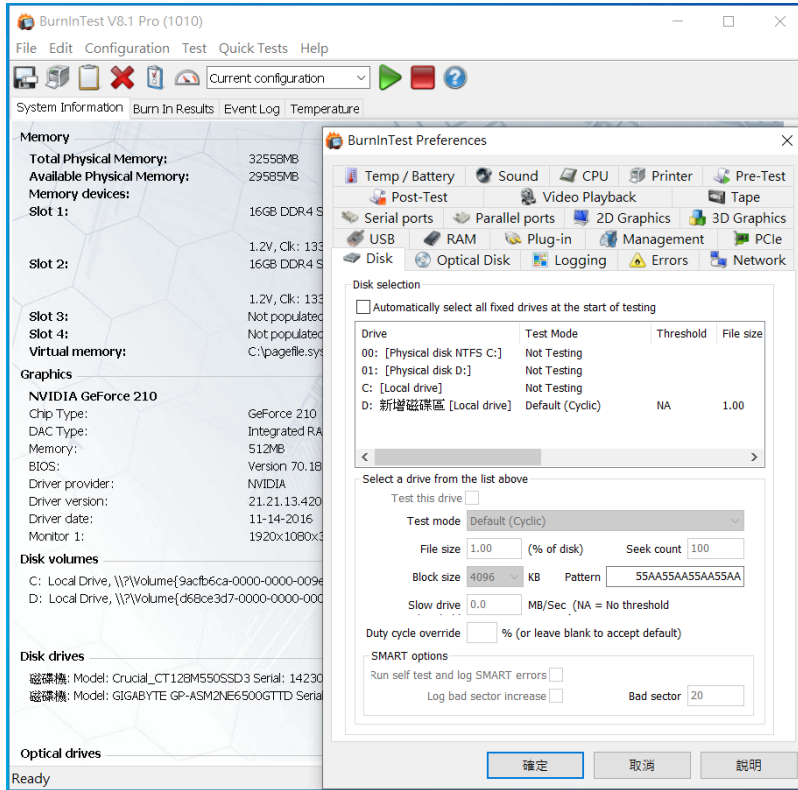 BurnInTest V8.1 Pro (1010)
File Edit Configuration Test Quick Tests Help
Current configuration
System Information Burn In Results Event Log Temperature
Memory
Total Physical Memory: 32558MB
Available Physical Memory: 29585MB
Memory devices:
Slot 1: 16GB DDR4 S
1.2V, Clk: 133
Slot 2: 16GB DDR4 S
1.2V, Clk: 133
Slot 3: Not populated
Slot 4: Not populated
Virtual memory: C:\pagefile.sys
Graphics
NVIDIA GeForce 210
Chip Type: GeForce 210
DAC Type: Integrated RA
Memory: 512MB
BIOS: Version 70.18
Driver provider: NVIDIA
Driver version: 21.21.13.420
Driver date: 11-14-2016
Monitor 1: 1920x1080x3
Disk volumes
C: Local Drive, \\?\Volume{9acfb6ca-0000-0000-009e
D: Local Drive, \\?\Volume{d68ce3d7-0000-0000-000
Disk drives
磁碟機: Model: Crucial_CT128M550SSD3 Serial: 14230
磁碟機: Model: GIGABYTE GP-ASM2NE6500GTTD Serial
Optical drives
Ready
BurnInTest Preferences
Temp / Battery Sound CPU Printer Pre-Test
Post-Test Video Playback Tape
Serial ports Parallel ports 2D Graphics 3D Graphics
USB RAM Plug-in Management PCIe
Disk Optical Disk Logging Errors Network
Disk selection
Automatically select all fixed drives at the start of testing
Drive Test Mode Threshold File size
00: [Physical disk NTFS C:] Not Testing
01: [Physical disk D:] Not Testing
C: [Local drive] Not Testing
D: 新增磁碟區 [Local drive] Default (Cyclic) NA 1.00
Select a drive from the list above
Test this drive
Test mode Default (Cyclic)
File size 1.00 (% of disk) Seek count 100
Block size 4096 KB Pattern 55AA55AA55AA55AA
Slow drive 0.0 MB/Sec (NA = No threshold
Duty cycle override % (or leave blank to accept default)
SMART options
Run self test and log SMART errors
Log bad sector increase Bad sector 20
確定 取消 說明